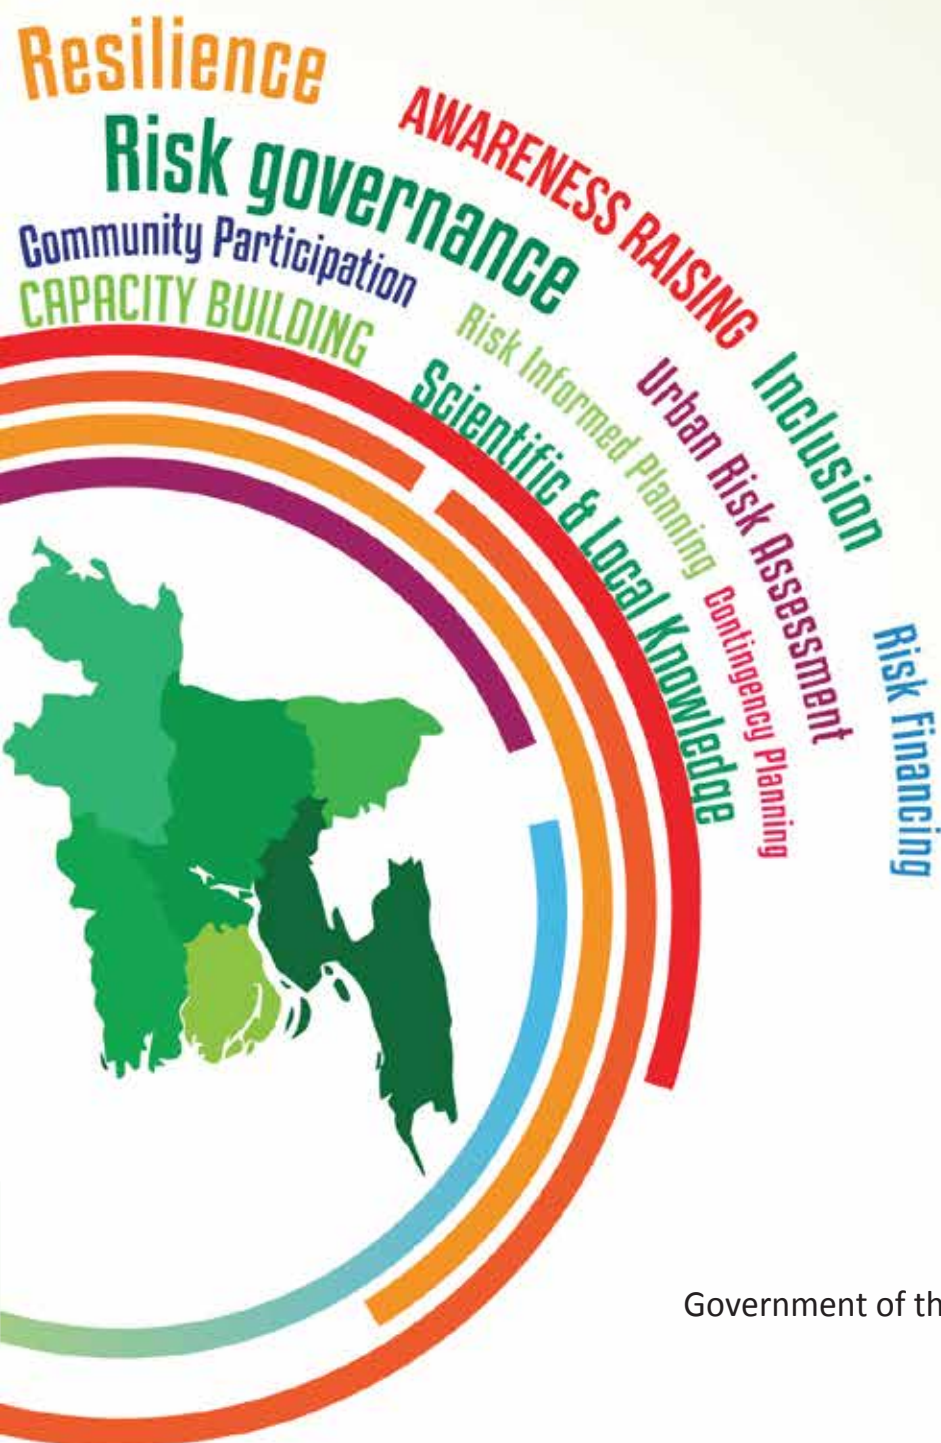 Resilience
AWARENESS RAISING
Risk governance
Community Participation
CAPACITY BUILDING
Risk Informed Planning
Scientific & Local Knowledge
Urban Risk Assessment
Inclusion
Contingency Planning
Risk Financing
Government of th